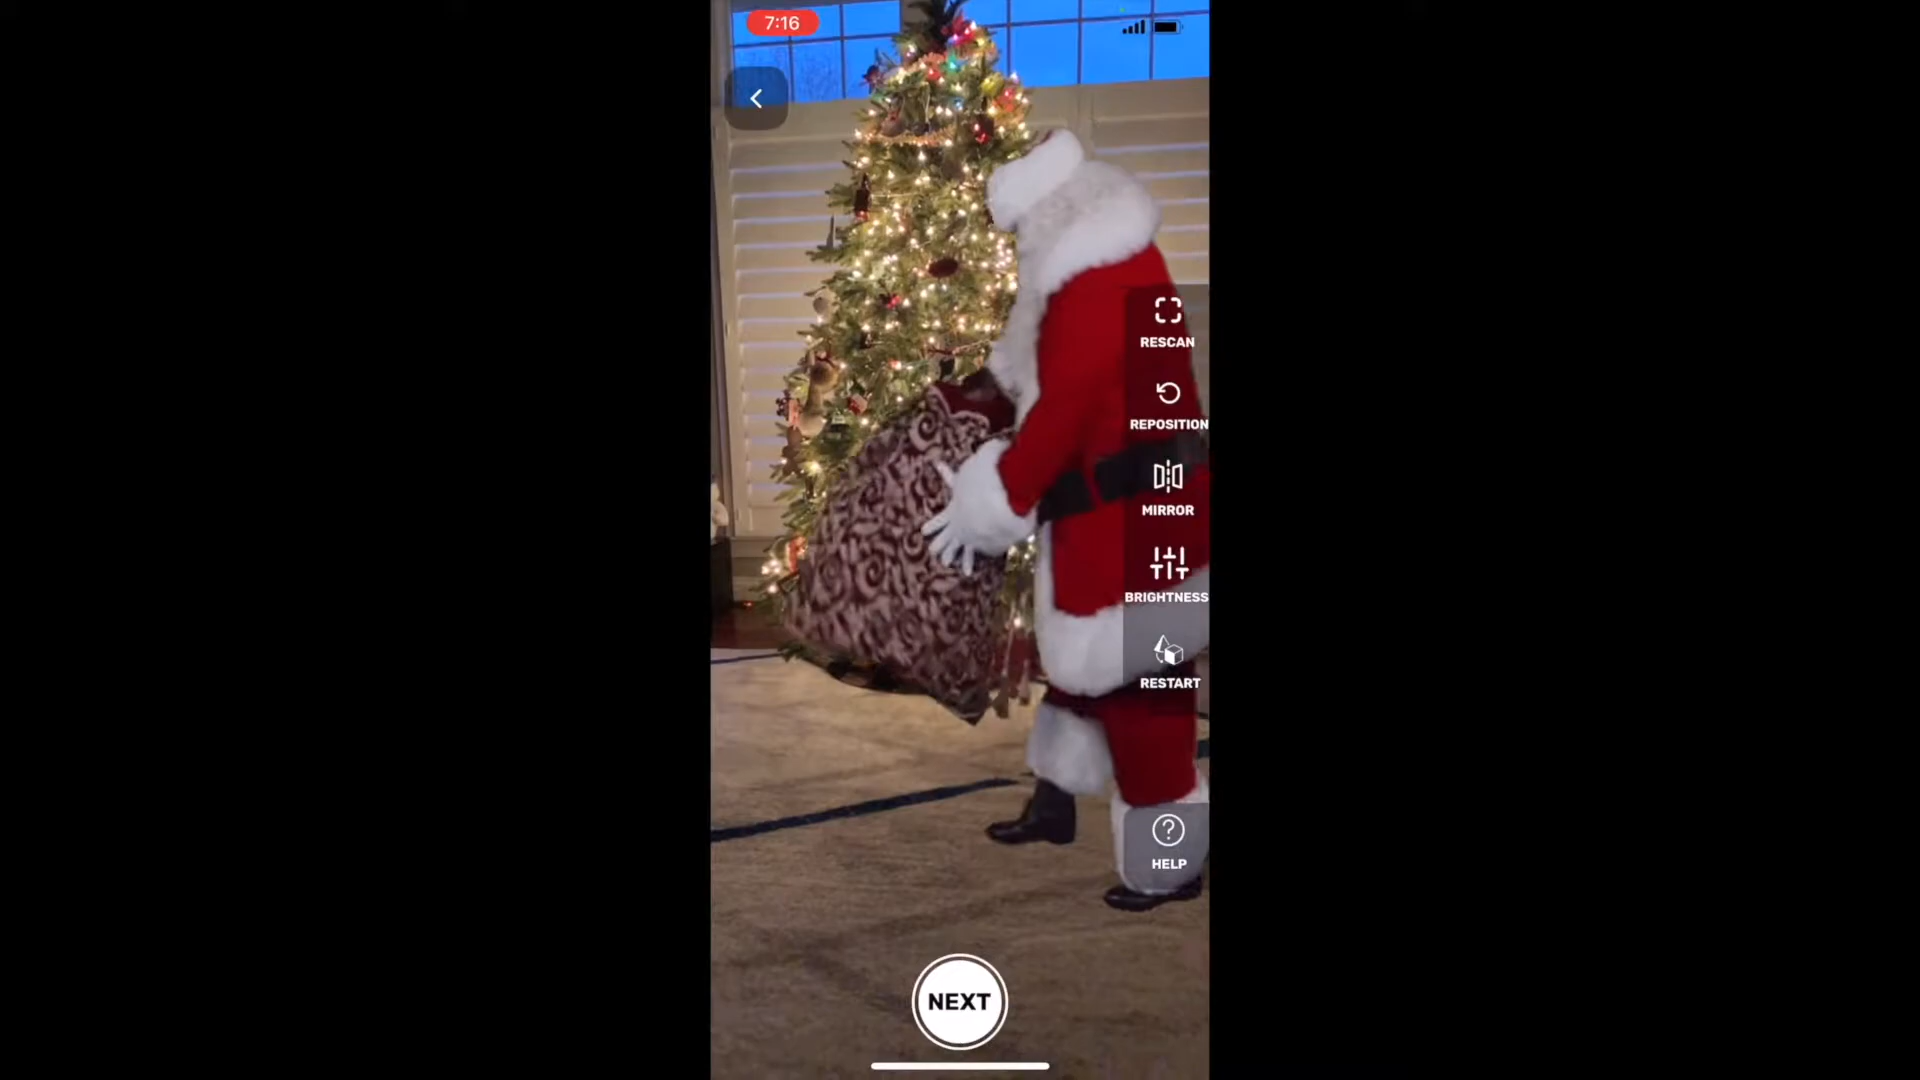 7:16
RESCAN
REPOSITION
MIRROR
BRIGHTNESS
RESTART
HELP
NEXT